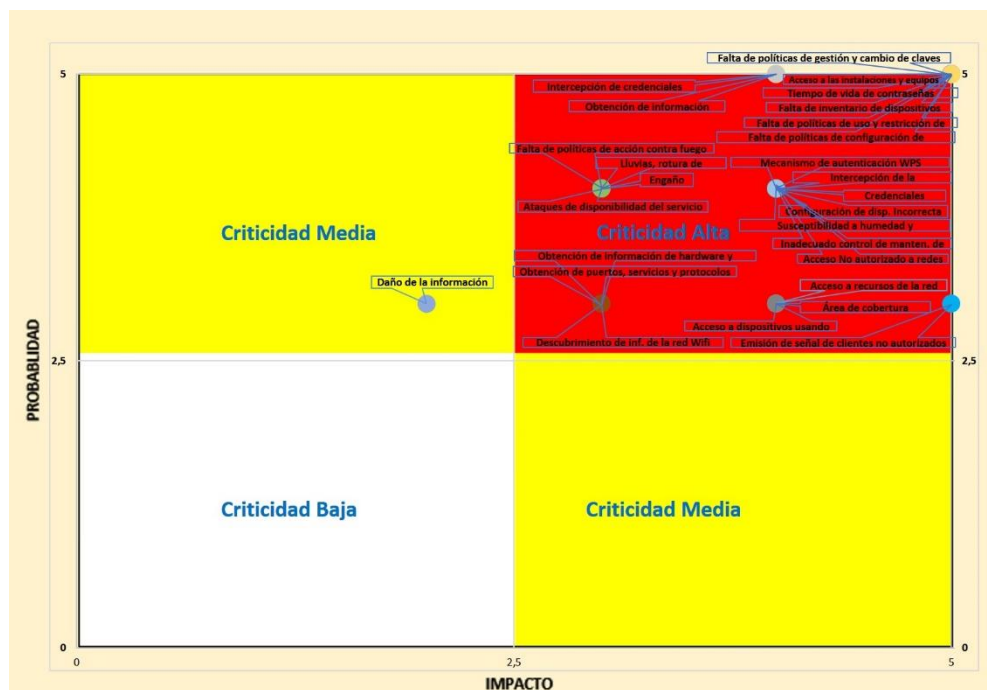 Falta de políticas de gestión y cambio de claves
5
5
Intercepción de credenciales
Acceso a las instalaciones y equipos
Tiempo de vida de contraseñas
Obtención de información
Falta de inventario de dispositivos
Falta de políticas de uso y restricción de
Falta de políticas de configuración de
Falta de políticas de acción contra fuego
Lluvias, rotura de
Mecanismo de autenticación WPS
Engaño
Intercepción de la
Credenciales
Ataques de disponibilidad del servicio
Configuración de disp. Incorrecta
Susceptibilidad a humedad y
Criticidad Media
Criticidad Alta
Inadecuado control de manten. de
Obtención de información de hardware y
Acceso No autorizado a redes
Obtención de puertos, servicios y protocolos
Daño de la información
Acceso a recursos de la red
Área de cobertura
Acceso a dispositivos usando
Descubrimiento de inf. de la red Wifi
Emisión de señal de clientes no autorizados
2,5
2,5
PROBABLIDAD
Criticidad Baja
Criticidad Media
0
0
0
2,5
5
IMPACTO